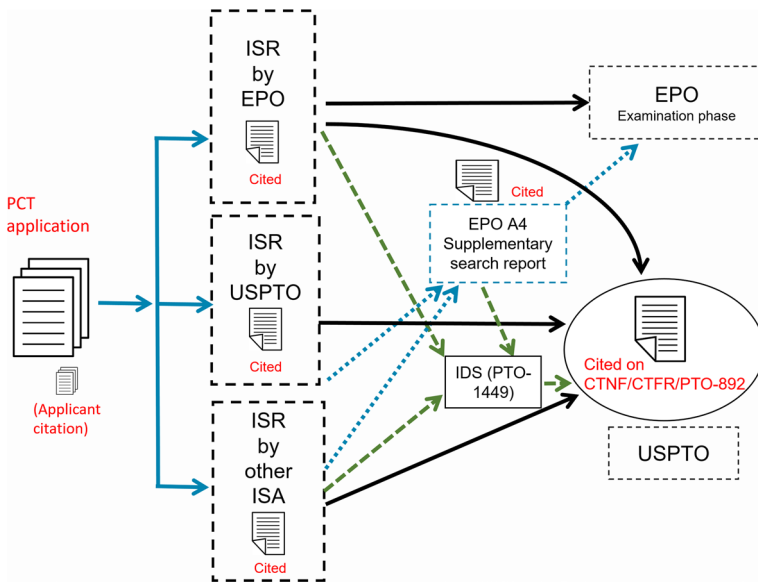 PCT
application
(Applicant
citation)
ISR
by
EPO
Cited
ISR
by
USPTO
Cited
ISR
by
other
ISA
Cited
Cited
EPO A4
Supplementary
search report
IDS (PTO-
1449)
EPO
Examination phase
Cited on
CTNF/CTFR/PTO-892
USPTO